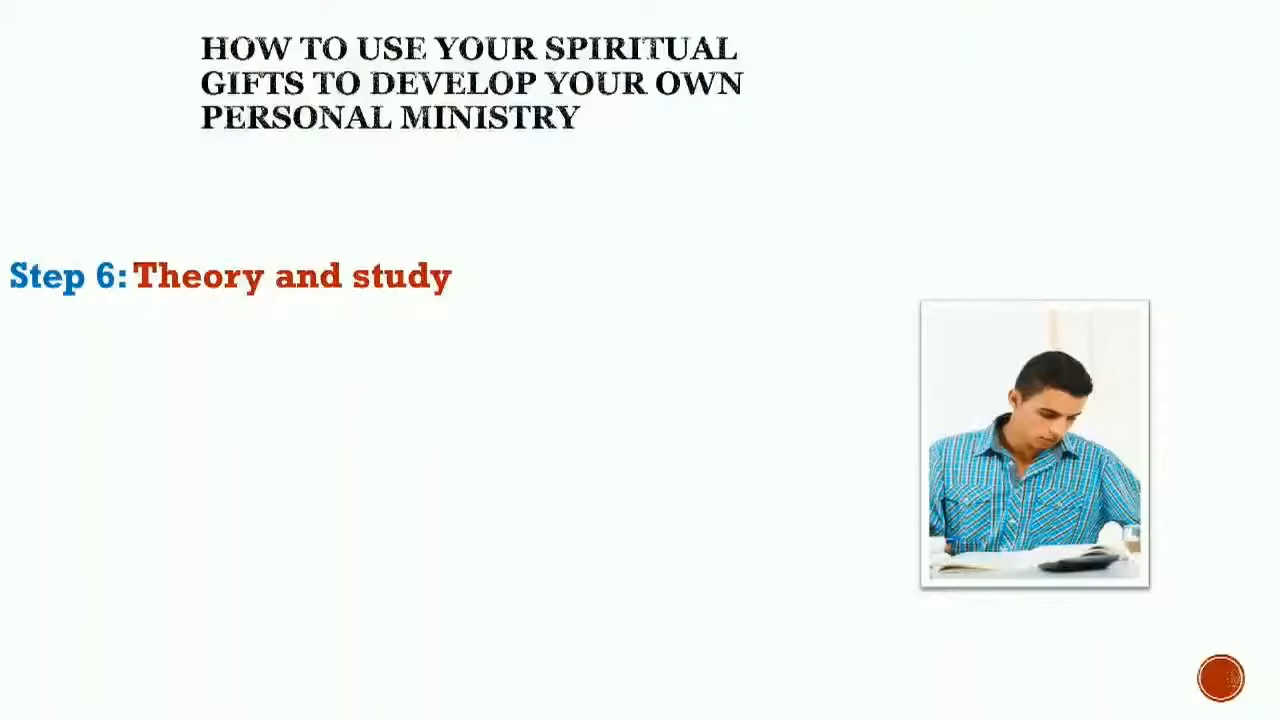 HOW TO USE YOUR SPIRITUAL
GIFTS TO DEVELOP YOUR OWN
PERSONAL MINISTRY
Step 6: Theory and study